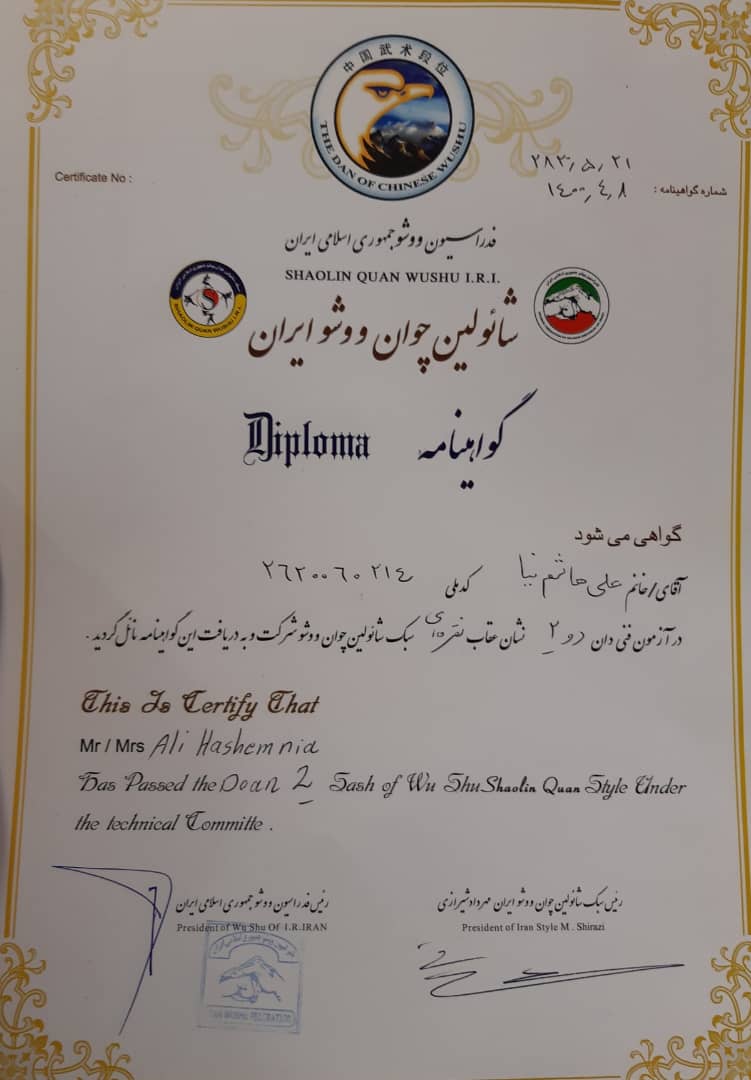 中国武术段位
THE DAN OF CHINESE WUSHU
Certificate No :
۲۸۳/۵/۲۱
شماره گواهینامه :
۱۴۰۰/۴/۸
فدراسیون ووشو جمهوری اسلامی ایران
SHAOLIN QUAN WUSHU I.R.I.
SHAOLIN QUAN WUSHU I.R.I.
شائولین چوان ووشو ایران
Diploma گواهینامه
گواهی می شود
آقای/خانم علی هاشم نیا کدملی ۲۶۲۰۰۶۰۲۱۴
در آزمون فنی دان دو ۲ نشان عقاب نقره ای سبک شائولین چوان ووشو شرکت و به دریافت این گواهینامه نائل گردید .
This Is Certify That
Mr / Mrs Ali Hashemnia
Has Passed the Doan 2 Sash of Wu Shu Shaolin Quan Style Under
the technical Committe .
رئیس فدراسیون ووشو جمهوری اسلامی ایران
President of Wu Shu Of I.R.IRAN
رئیس سبک شائولین چوان ووشو ایران مهرداد شیرازی
President of Iran Style M . Shirazi